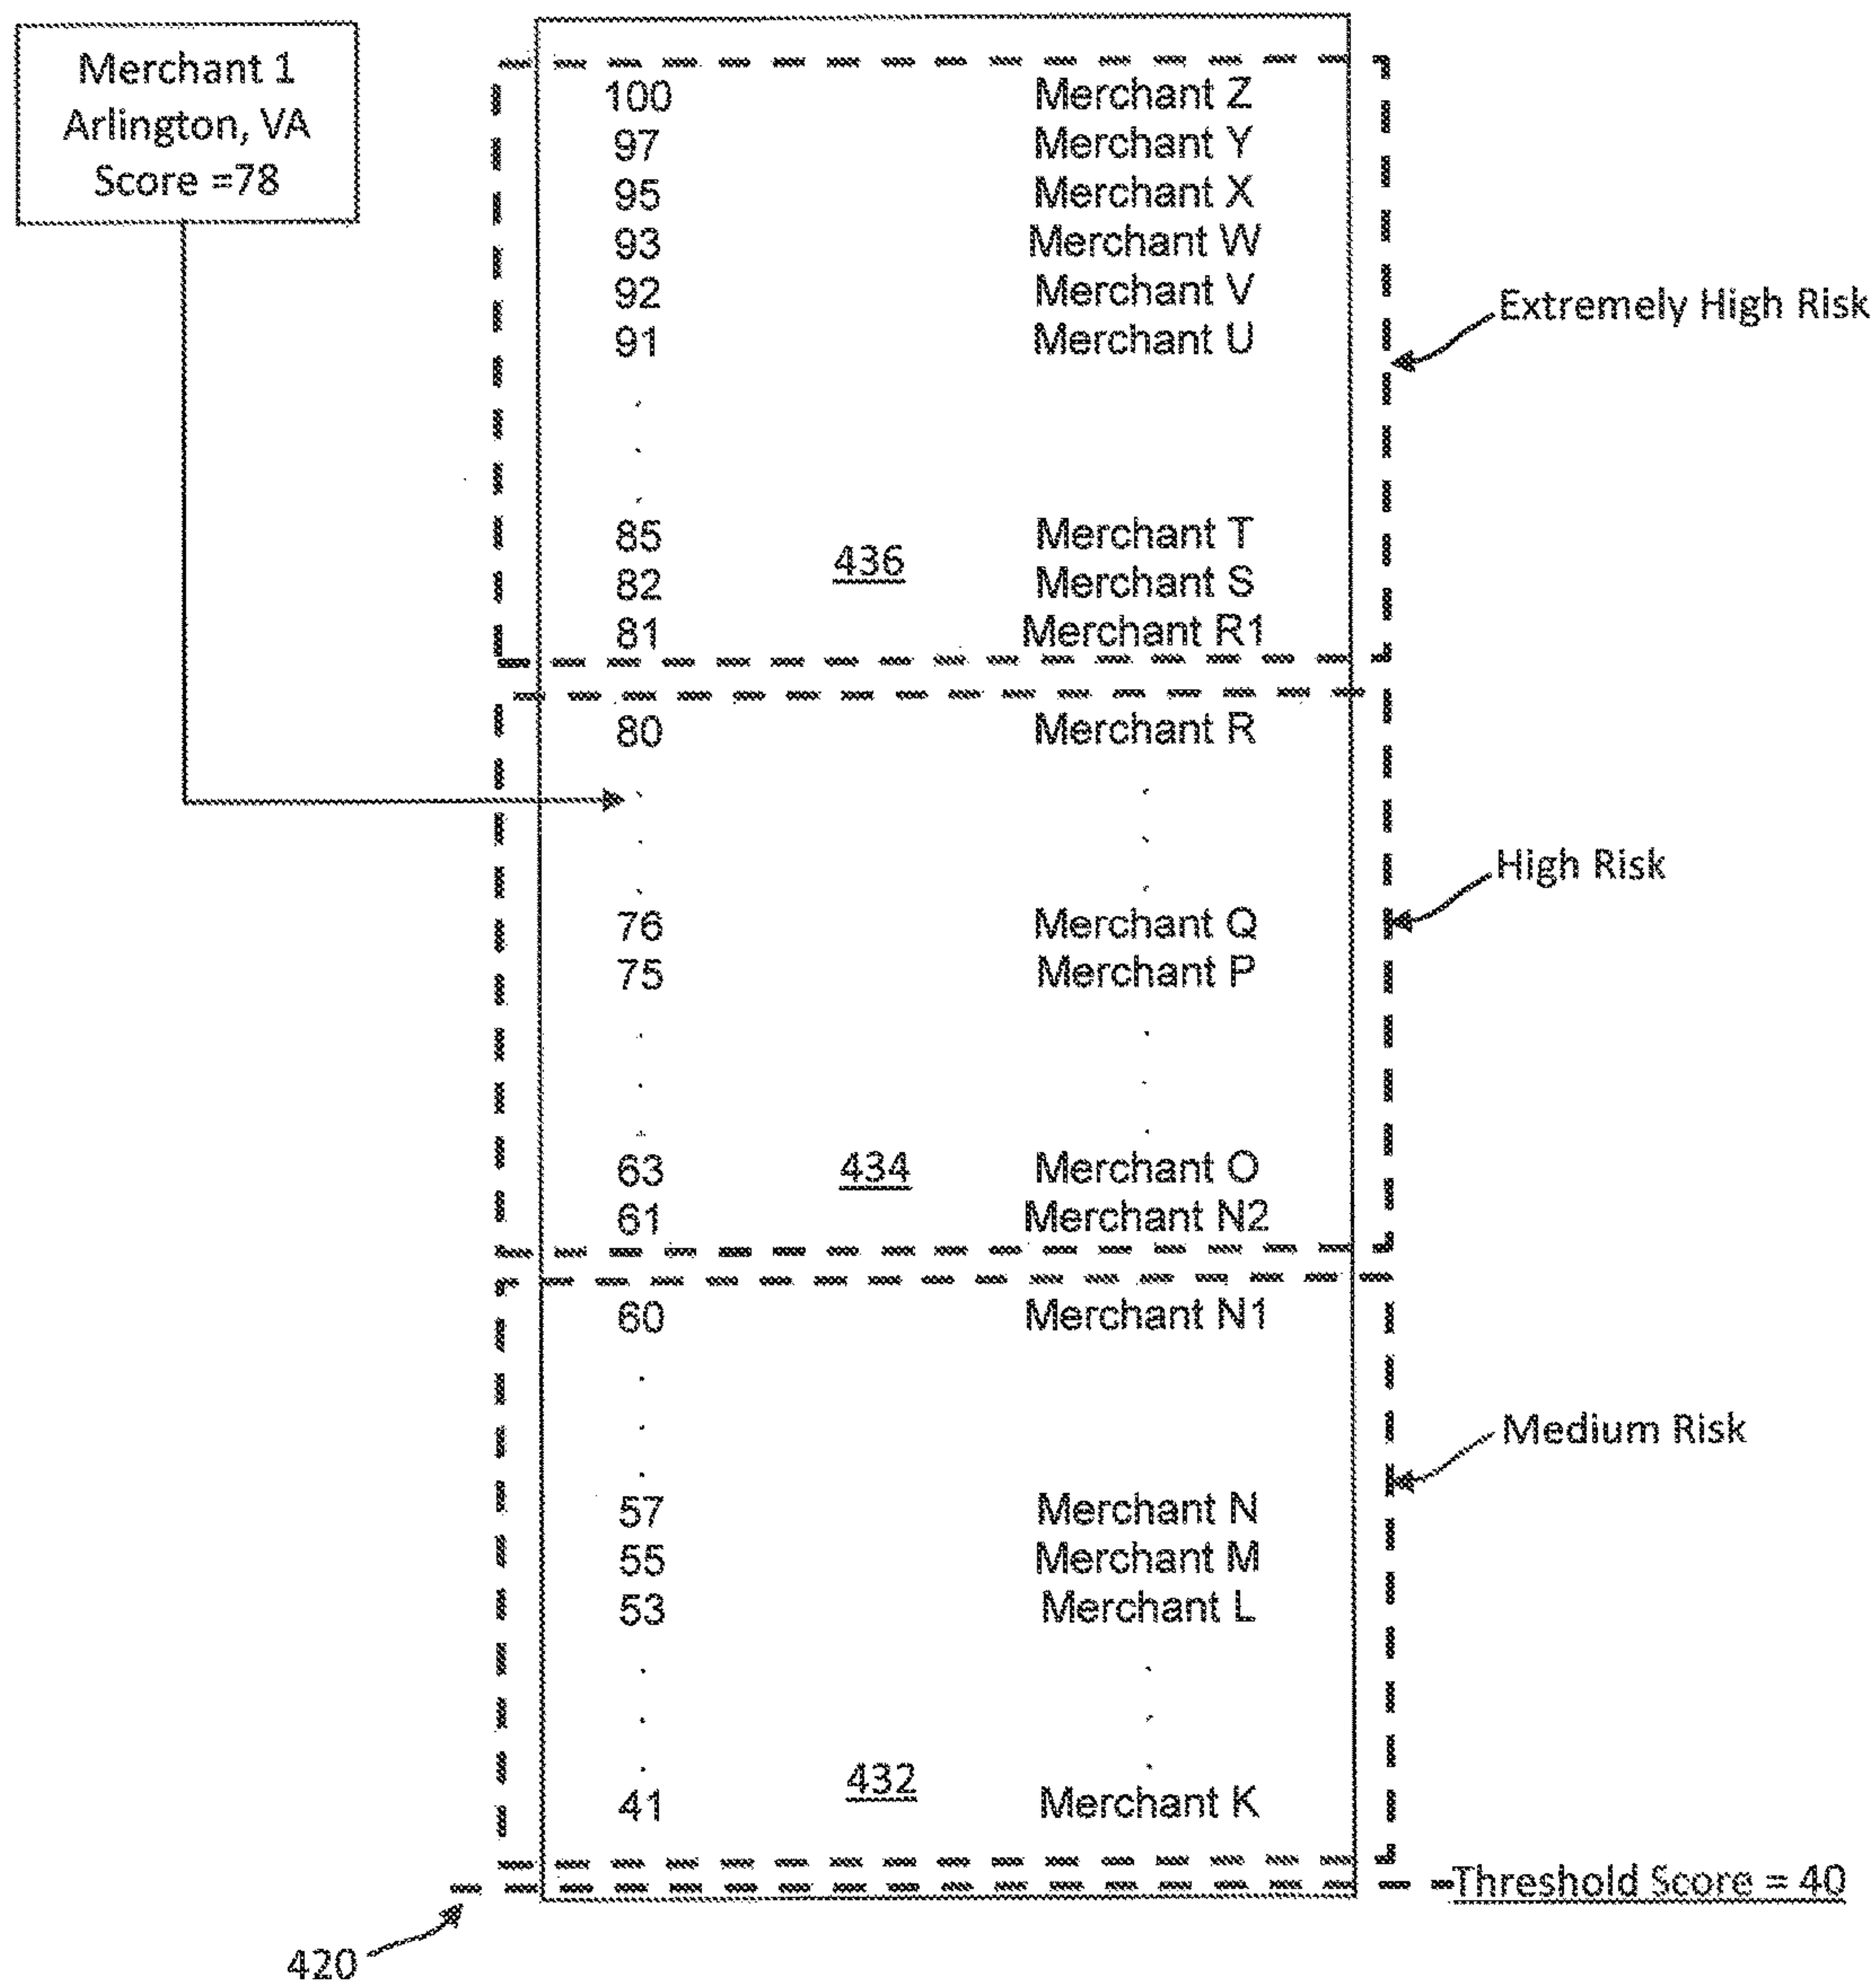 Merchant 1
Arlington, VA
Score =78
100 Merchant Z
97 Merchant Y
95 Merchant X
93 Merchant W
92 Merchant V
91 Merchant U
Extremely High Risk
85 Merchant T
436
82 Merchant S
81 Merchant R1
80 Merchant R
High Risk
76 Merchant Q
75 Merchant P
63 434 Merchant O
61 Merchant N2
60 Merchant N1
Medium Risk
57 Merchant N
55 Merchant M
53 Merchant L
432
41 Merchant K
Threshold Score = 40
420